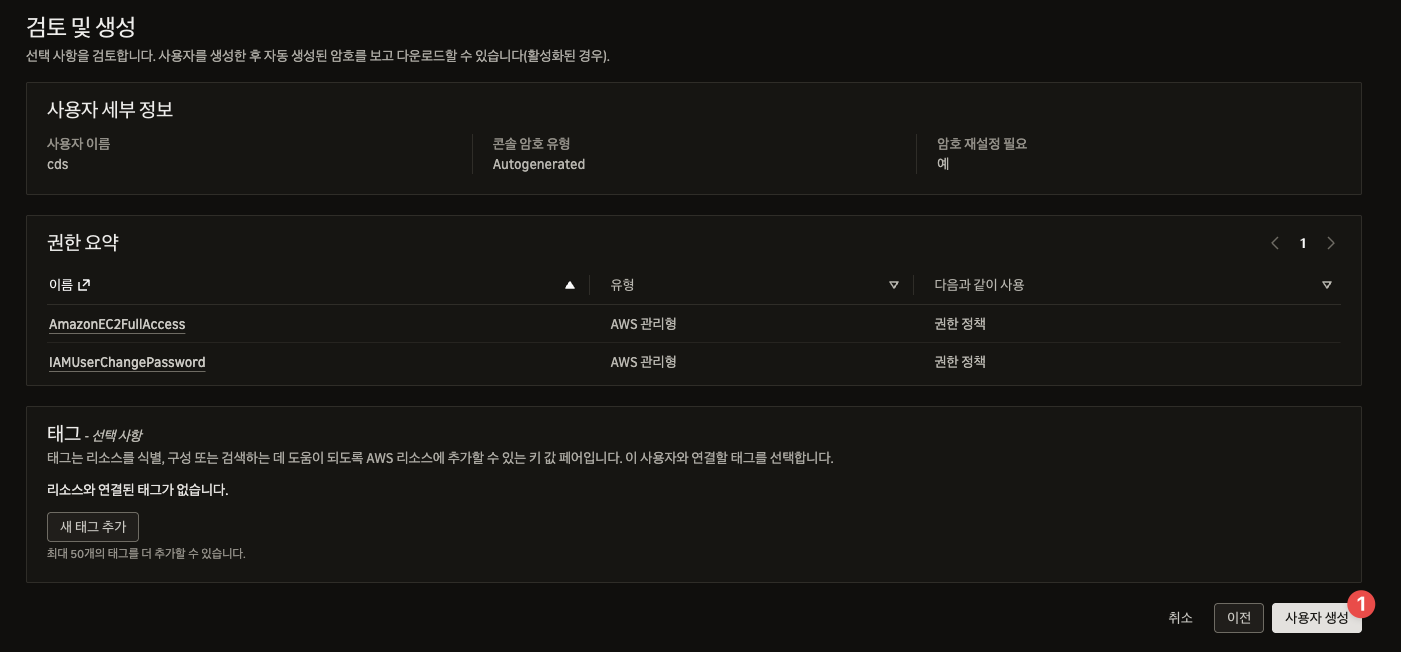 검토 및 생성
선택 사항을 검토합니다. 사용자를 생성한 후 자동 생성된 암호를 보고 다운로드할 수 있습니다(활성화된 경우).
사용자 세부 정보
사용자 이름 콘솔 암호 유형 암호 재설정 필요
cds Autogenerated 예
권한 요약 1
이름 유형 다음과 같이 사용
AmazonEC2FullAccess AWS 관리형 권한 정책
IAMUserChangePassword AWS 관리형 권한 정책
태그 - 선택 사항
태그는 리소스를 식별, 구성 또는 검색하는 데 도움이 되도록 AWS 리소스에 추가할 수 있는 키 값 페어입니다. 이 사용자와 연결할 태그를 선택합니다.
리소스와 연결된 태그가 없습니다.
새 태그 추가
최대 50개의 태그를 더 추가할 수 있습니다.
취소 이전 사용자 생성 1